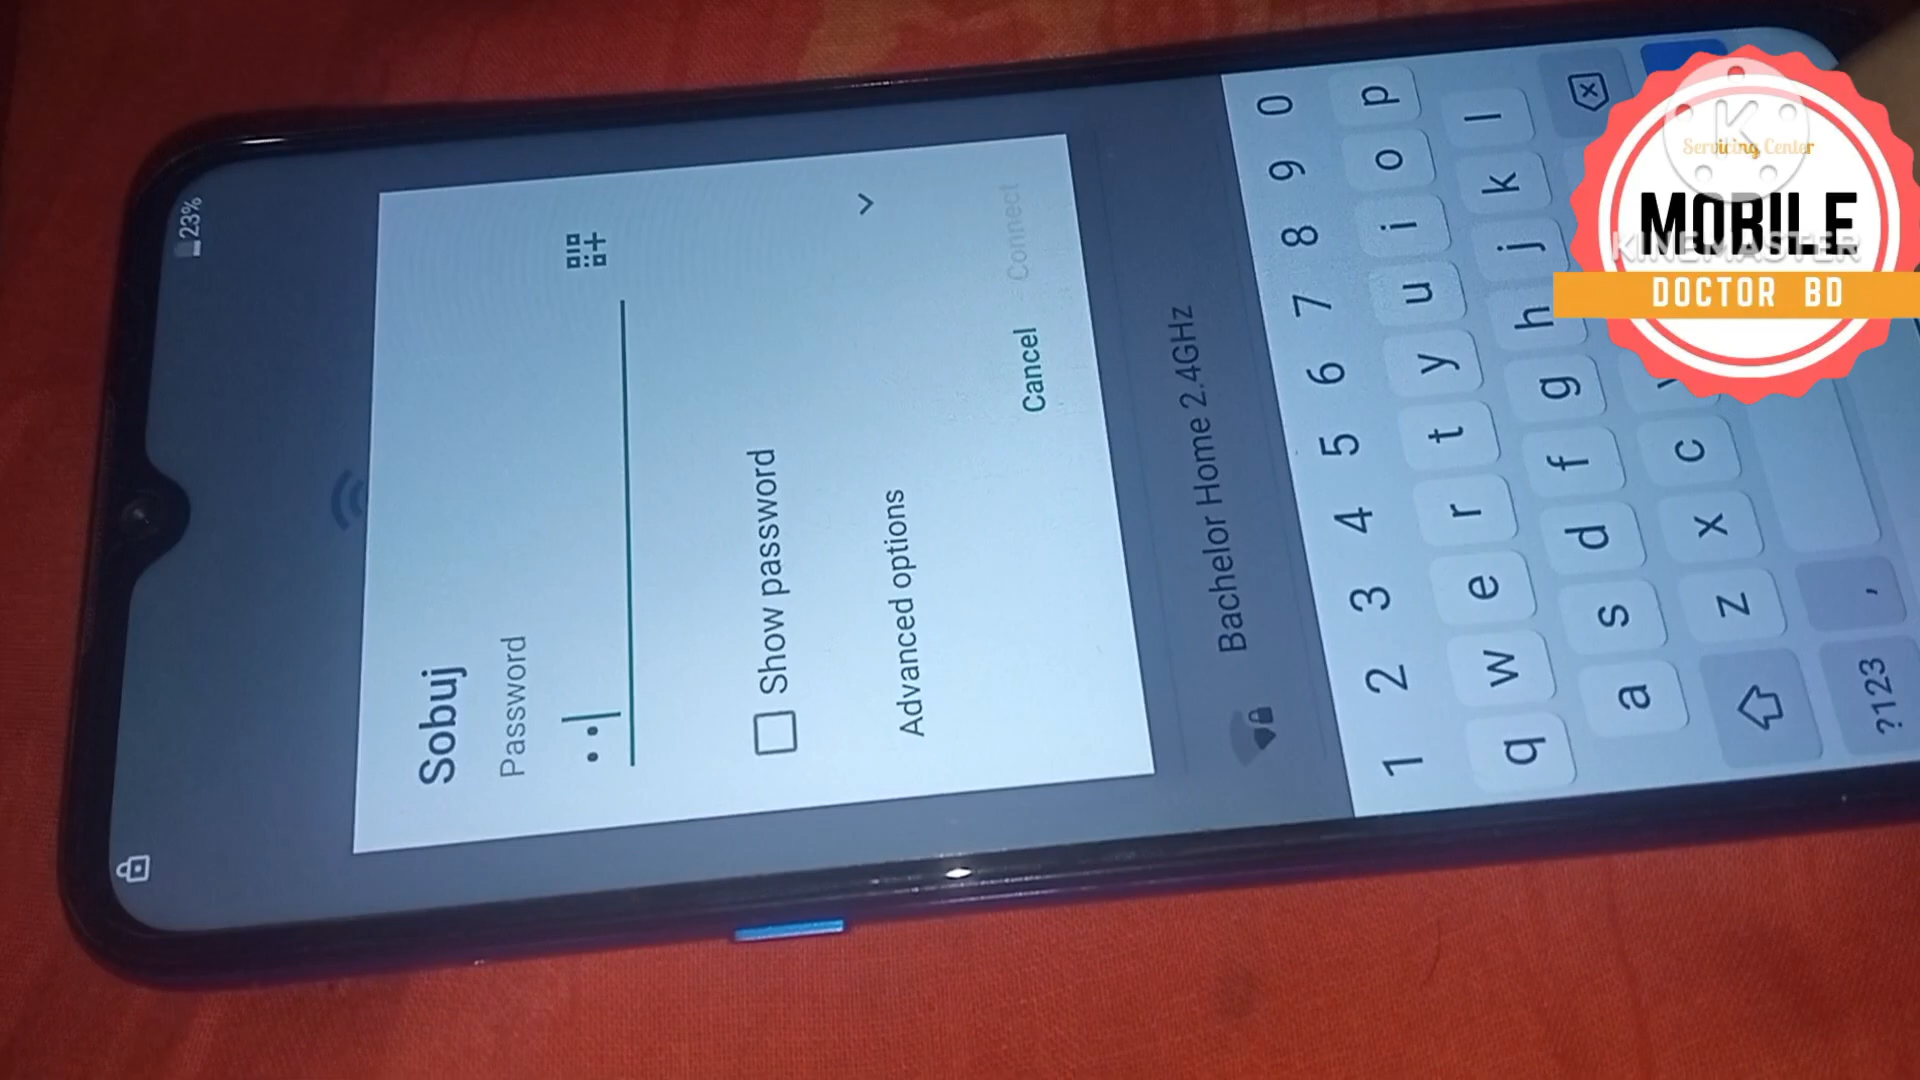 23%
Sobuj
Password
Show password
Advanced options
Cancel
Connect
Bachelor Home 2.4GHz
1 2 3 4 5 6 7 8 9 0
q w e r t y u i o p
a s d f g h j k l
z x c
?123 ,
K
Servicing Center
MOBILE
KINEMASTER
DOCTOR BD